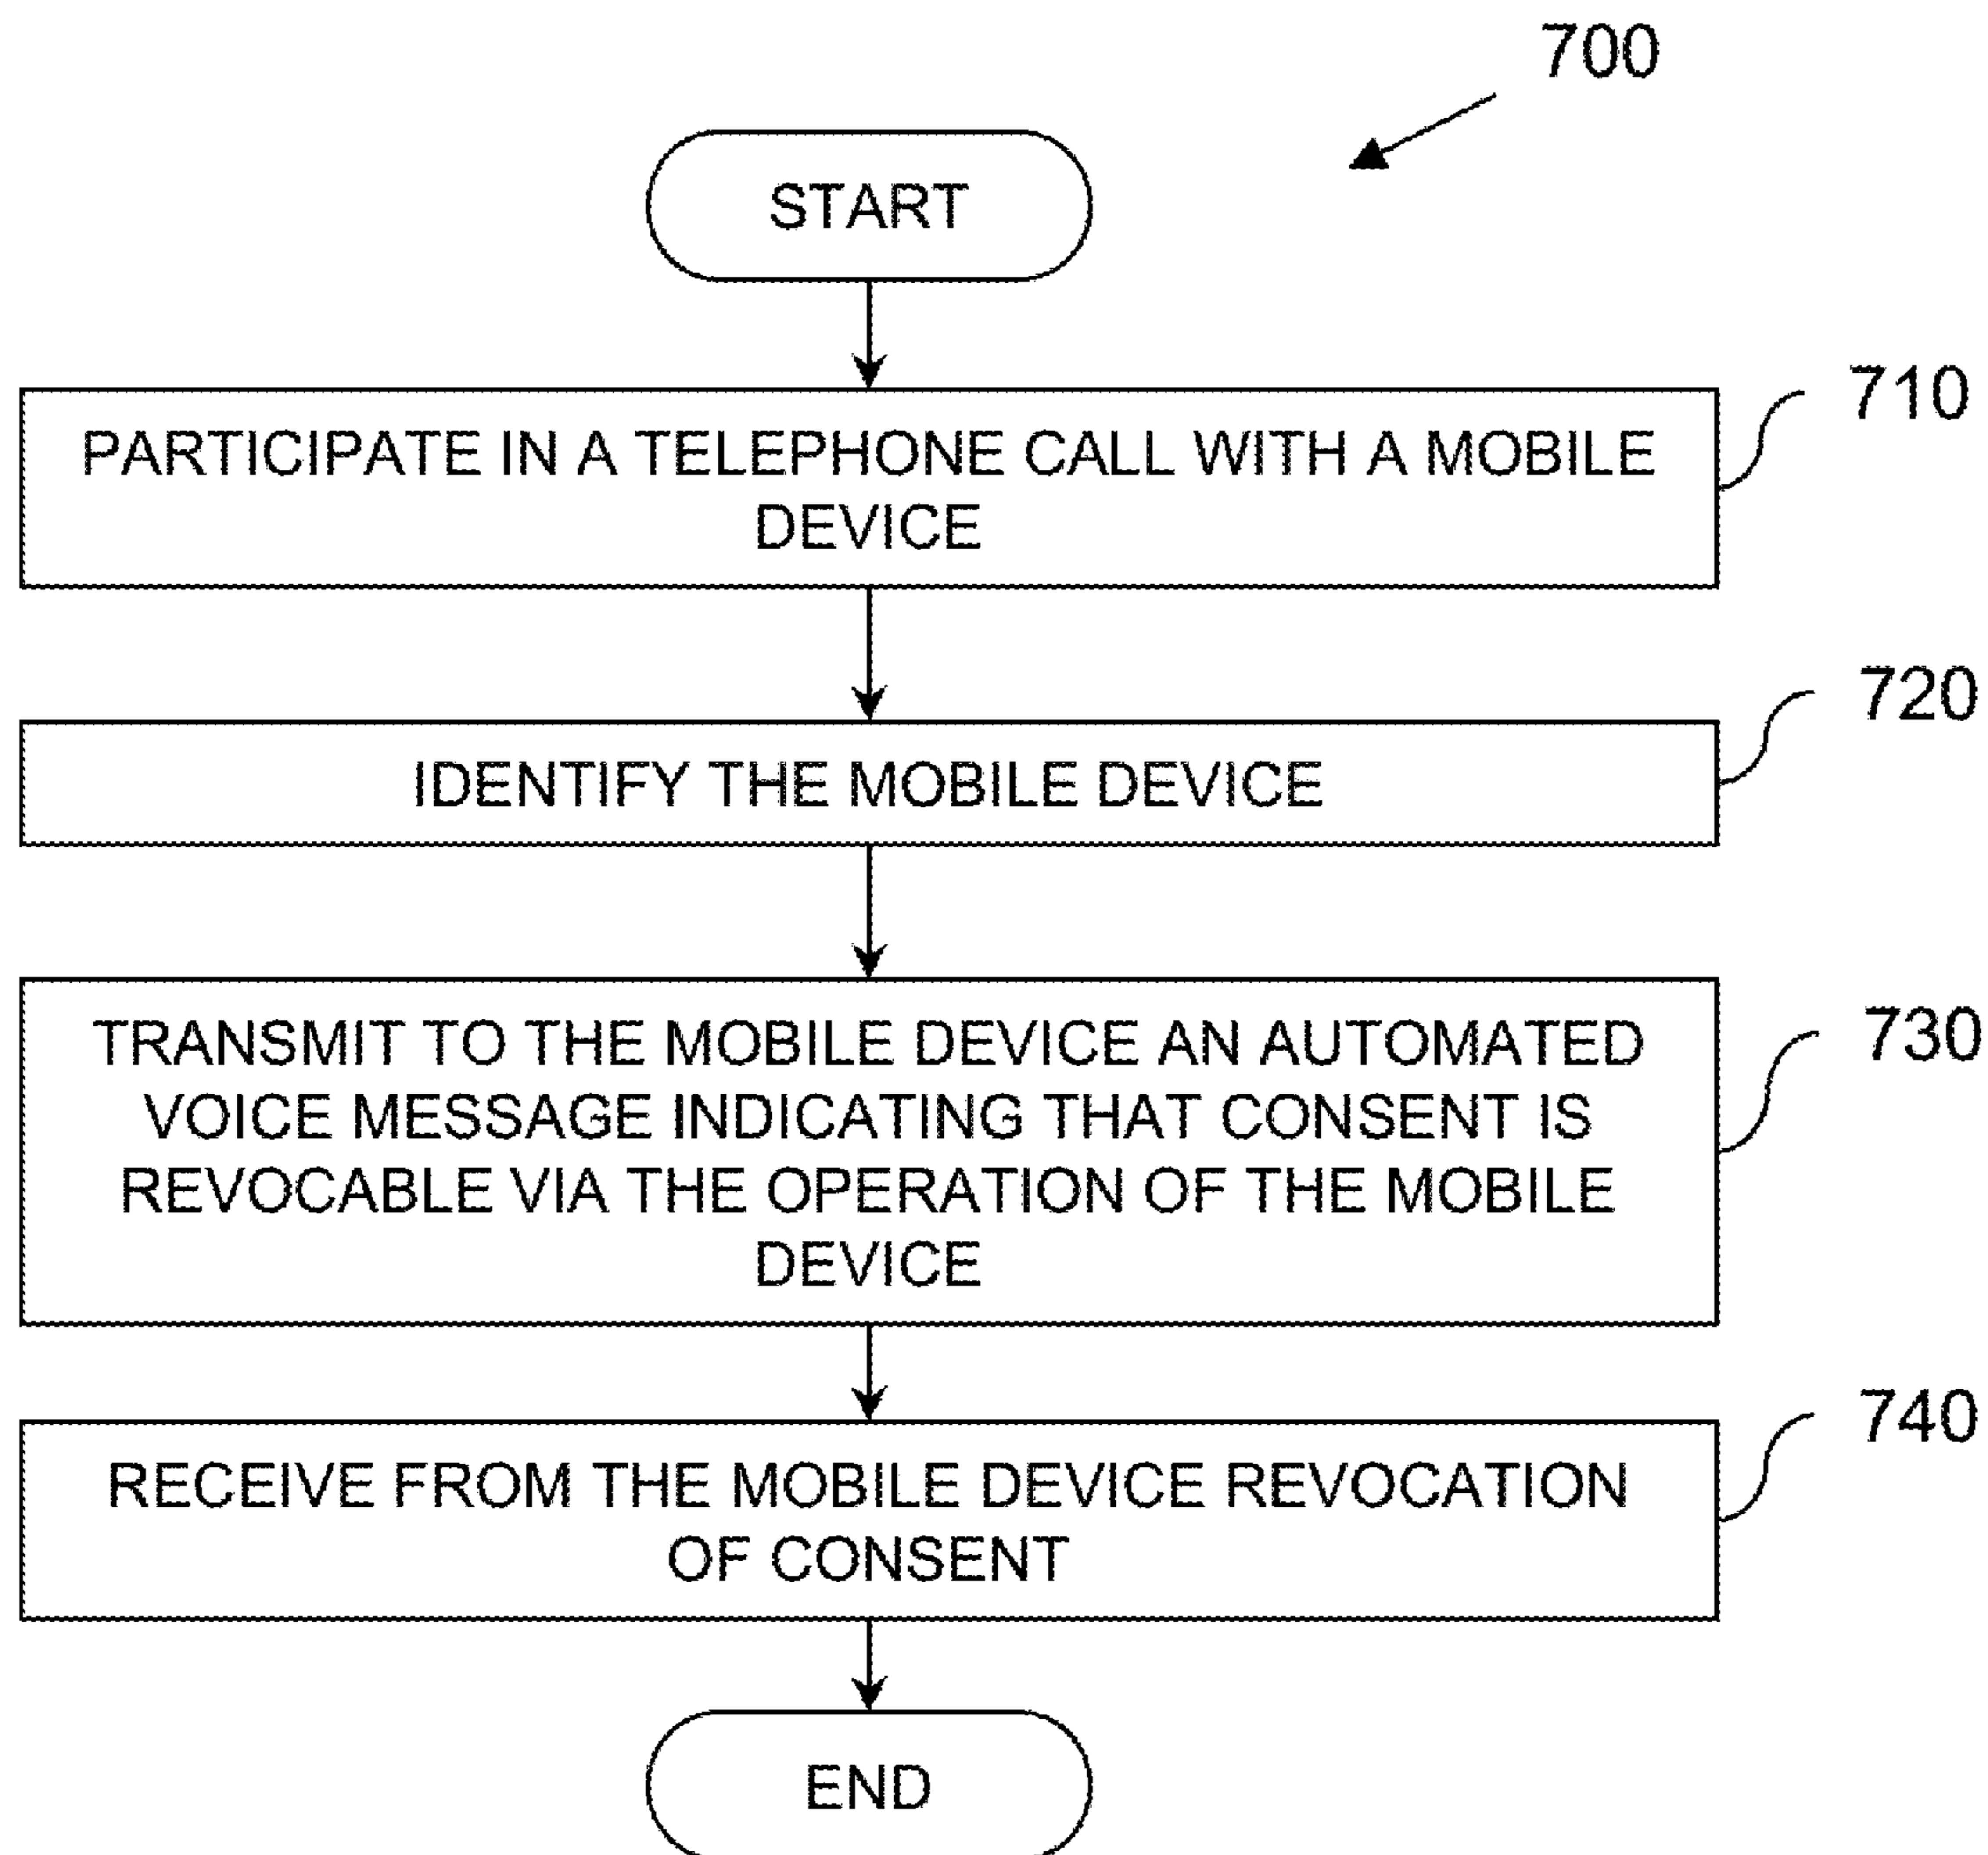 700
START
710
PARTICIPATE IN A TELEPHONE CALL WITH A MOBILE
DEVICE
720
IDENTIFY THE MOBILE DEVICE
730
TRANSMIT TO THE MOBILE DEVICE AN AUTOMATED
VOICE MESSAGE INDICATING THAT CONSENT IS
REVOCABLE VIA THE OPERATION OF THE MOBILE
DEVICE
740
RECEIVE FROM THE MOBILE DEVICE REVOCATION
OF CONSENT
END